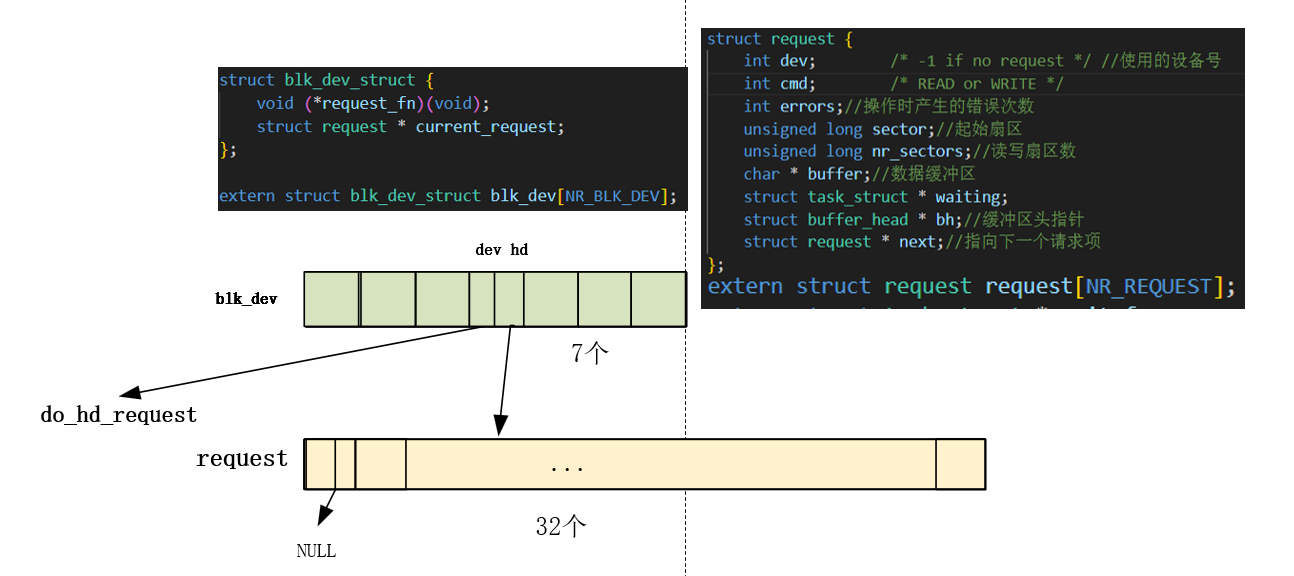 struct blk_dev_struct {
    void (*request_fn)(void);
    struct request * current_request;
};
extern struct blk_dev_struct blk_dev[NR_BLK_DEV];
struct request {
    int dev;        /* -1 if no request */ //使用的设备号
    int cmd;        /* READ or WRITE */
    int errors;//操作时产生的错误次数
    unsigned long sector;//起始扇区
    unsigned long nr_sectors;//读写扇区数
    char * buffer;//数据缓冲区
    struct task_struct * waiting;
    struct buffer_head * bh;//缓冲区头指针
    struct request * next;//指向下一个请求项
};
extern struct request request[NR_REQUEST];
dev hd
blk_dev
7个
do_hd_request
request
...
32个
NULL